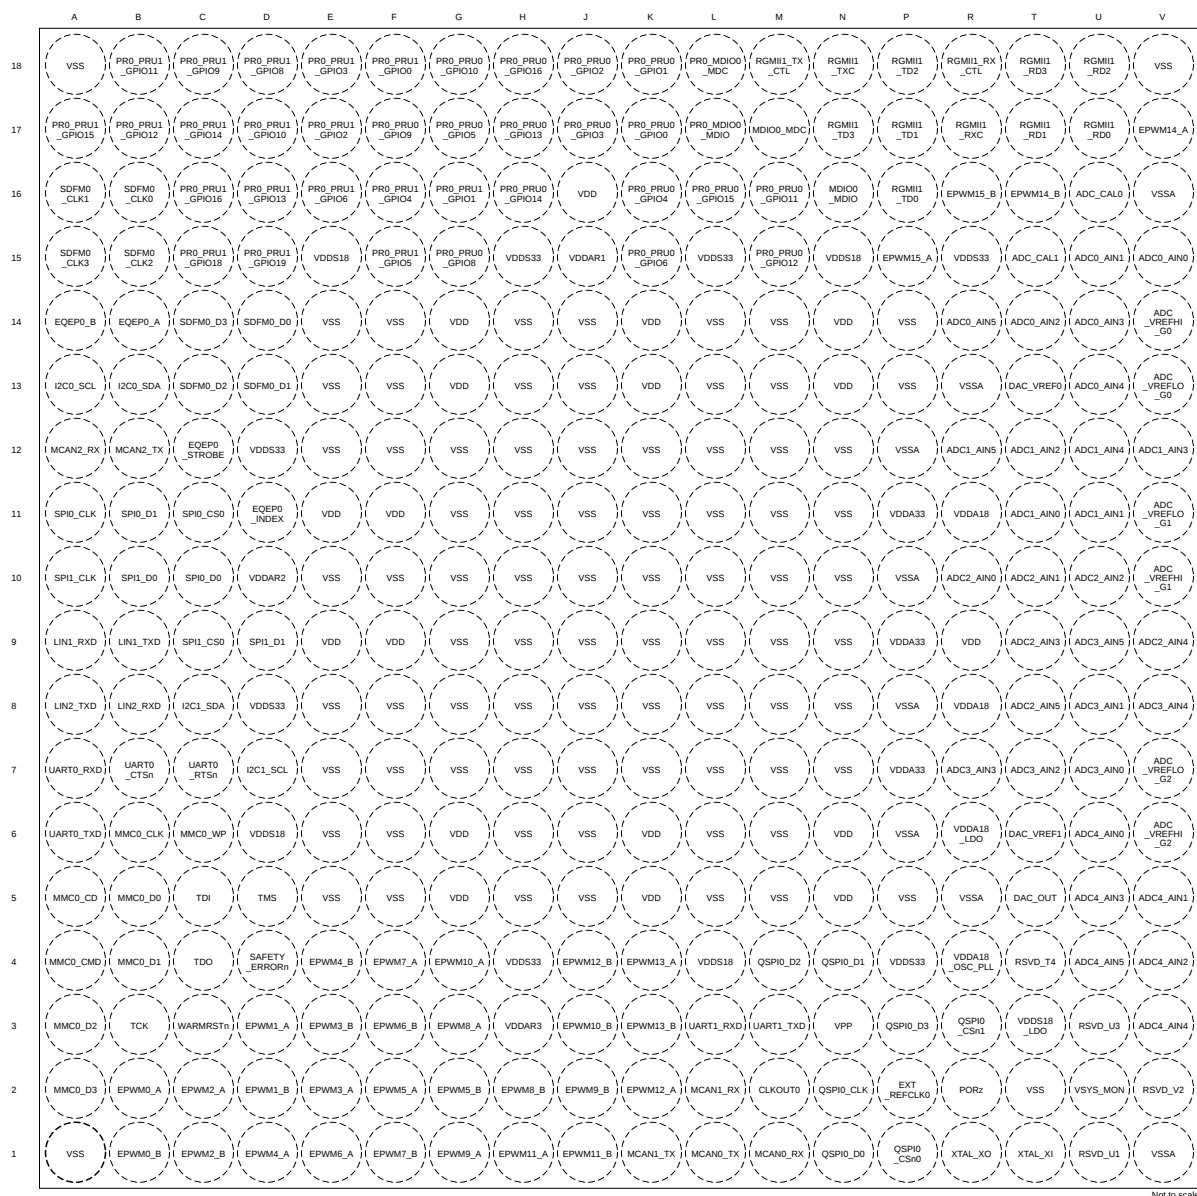 A B C D E F G H J K L M N P R T U V
18 VSS PR0_PRU1_GPIO11 PR0_PRU1_GPIO9 PR0_PRU1_GPIO8 PR0_PRU1_GPIO3 PR0_PRU1_GPIO0 PR0_PRU0_GPIO10 PR0_PRU0_GPIO16 PR0_PRU0_GPIO2 PR0_PRU0_GPIO1 PR0_MDIO0_MDC RGMII1_TX_CTL RGMII1_TXC RGMII1_TD2 RGMII1_RX_CTL RGMII1_RD3 RGMII1_RD2 VSS
17 PR0_PRU1_GPIO15 PR0_PRU1_GPIO12 PR0_PRU1_GPIO14 PR0_PRU1_GPIO10 PR0_PRU1_GPIO2 PR0_PRU0_GPIO9 PR0_PRU0_GPIO5 PR0_PRU0_GPIO13 PR0_PRU0_GPIO3 PR0_PRU0_GPIO0 PR0_MDIO0_MDIO MDIO0_MDC RGMII1_TD3 RGMII1_TD1 RGMII1_RXC RGMII1_RD1 RGMII1_RD0 EPWM14_A
16 SDFM0_CLK1 SDFM0_CLK0 PR0_PRU1_GPIO16 PR0_PRU1_GPIO13 PR0_PRU1_GPIO6 PR0_PRU1_GPIO4 PR0_PRU1_GPIO1 PR0_PRU0_GPIO14 VDD PR0_PRU0_GPIO4 PR0_PRU0_GPIO15 PR0_PRU0_GPIO11 MDIO0_MDIO RGMII1_TD0 EPWM15_B EPWM14_B ADC_CAL0 VSSA
15 SDFM0_CLK3 SDFM0_CLK2 PR0_PRU1_GPIO18 PR0_PRU1_GPIO19 VDDS18 PR0_PRU1_GPIO5 PR0_PRU0_GPIO8 VDDS33 VDDAR1 PR0_PRU0_GPIO6 VDDS33 PR0_PRU0_GPIO12 VDDS18 EPWM15_A VDDS33 ADC_CAL1 ADC0_AIN1 ADC0_AIN0
14 EQEP0_B EQEP0_A SDFM0_D3 SDFM0_D0 VSS VSS VDD VSS VSS VDD VSS VSS VDD VSS ADC0_AIN5 ADC0_AIN2 ADC0_AIN3 ADC_VREFHI_G0
13 I2C0_SCL I2C0_SDA SDFM0_D2 SDFM0_D1 VSS VSS VDD VSS VSS VDD VSS VSS VDD VSS VSSA DAC_VREF0 ADC0_AIN4 ADC_VREFLO_G0
12 MCAN2_RX MCAN2_TX EQEP0_STROBE VDDS33 VSS VSS VSS VSS VSS VSS VSS VSS VSS VSSA ADC1_AIN5 ADC1_AIN2 ADC1_AIN4 ADC1_AIN3
11 SPI0_CLK SPI0_D1 SPI0_CS0 EQEP0_INDEX VDD VDD VSS VSS VSS VSS VSS VSS VSS VDDA33 VDDA18 ADC1_AIN0 ADC1_AIN1 ADC_VREFLO_G1
10 SPI1_CLK SPI1_D0 SPI0_D0 VDDAR2 VSS VSS VSS VSS VSS VSS VSS VSS VSS VSSA ADC2_AIN0 ADC2_AIN1 ADC2_AIN2 ADC_VREFHI_G1
9 LIN1_RXD LIN1_TXD SPI1_CS0 SPI1_D1 VDD VDD VSS VSS VSS VSS VSS VSS VSS VDDA33 VDD ADC2_AIN3 ADC3_AIN5 ADC2_AIN4
8 LIN2_TXD LIN2_RXD I2C1_SDA VDDS33 VSS VSS VSS VSS VSS VSS VSS VSS VSS VSSA VDDA18 ADC2_AIN5 ADC3_AIN1 ADC3_AIN4
7 UART0_RXD UART0_CTSn UART0_RTSn I2C1_SCL VSS VSS VSS VSS VSS VSS VSS VSS VSS VDDA33 ADC3_AIN3 ADC3_AIN2 ADC3_AIN0 ADC_VREFLO_G2
6 UART0_TXD MMC0_CLK MMC0_WP VDDS18 VSS VSS VDD VSS VSS VDD VSS VSS VDD VSSA VDDA18_LDO DAC_VREF1 ADC4_AIN0 ADC_VREFHI_G2
5 MMC0_CD MMC0_D0 TDI TMS VSS VSS VDD VSS VSS VDD VSS VSS VDD VSS VSSA DAC_OUT ADC4_AIN3 ADC4_AIN1
4 MMC0_CMD MMC0_D1 TDO SAFETY_ERRORn EPWM4_B EPWM7_A EPWM10_A VDDS33 EPWM12_B EPWM13_A VDDS18 QSPI0_D2 QSPI0_D1 VDDS33 VDDA18_OSC_PLL RSVD_T4 ADC4_AIN5 ADC4_AIN2
3 MMC0_D2 TCK WARMRSTn EPWM1_A EPWM3_B EPWM6_B EPWM8_A VDDAR3 EPWM10_B EPWM13_B UART1_RXD UART1_TXD VPP QSPI0_D3 QSPI0_CSn1 VDDS18_LDO RSVD_U3 ADC4_AIN4
2 MMC0_D3 EPWM0_A EPWM2_A EPWM1_B EPWM3_A EPWM5_A EPWM5_B EPWM8_B EPWM9_B EPWM12_A MCAN1_RX CLKOUT0 QSPI0_CLK EXT_REFCLK0 PORz VSS VSYS_MON RSVD_V2
1 VSS EPWM0_B EPWM2_B EPWM4_A EPWM6_A EPWM7_B EPWM9_A EPWM11_A EPWM11_B MCAN1_TX MCAN0_TX MCAN0_RX QSPI0_D0 QSPI0_CSn0 XTAL_XO XTAL_XI RSVD_U1 VSSA
Not to scale